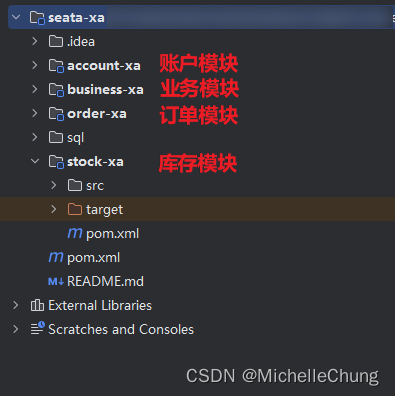 seata-xa
.idea
account-xa 账户模块
business-xa 业务模块
order-xa 订单模块
sql
stock-xa 库存模块
src
target
m pom.xml
m pom.xml
M↓ README.md
External Libraries
Scratches and Consoles
CSDN @MichelleChung